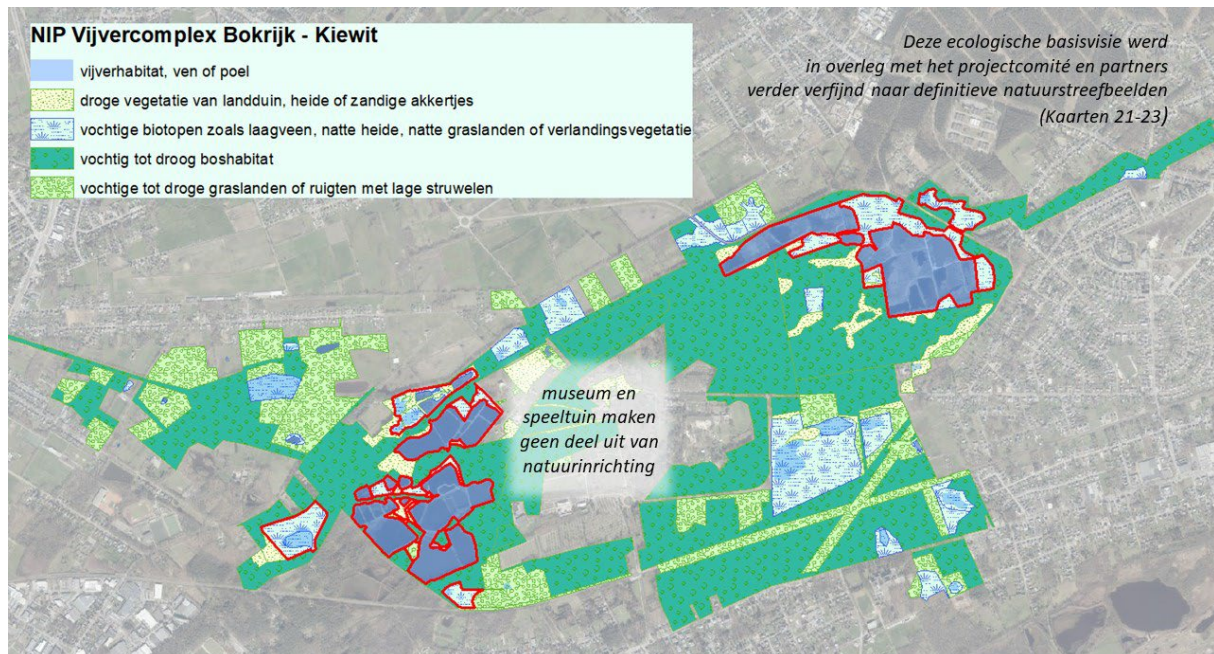 NIP Vijvercomplex Bokrijk - Kiewit
vijverhabitat, ven of poel
droge vegetatie van landduin, heide of zandige akkertjes
vochtige biotopen zoals laagveen, natte heide, natte graslanden of verlandingsvegetatie
vochtig tot droog boshabitat
vochtige tot droge graslanden of ruigten met lage struwelen
Deze ecologische basisvisie werd
in overleg met het projectcomité en partners
verder verfijnd naar definitieve natuurstreefbeelden
(Kaarten 21-23)
museum en
speeltuin maken
geen deel uit van
natuurinrichting